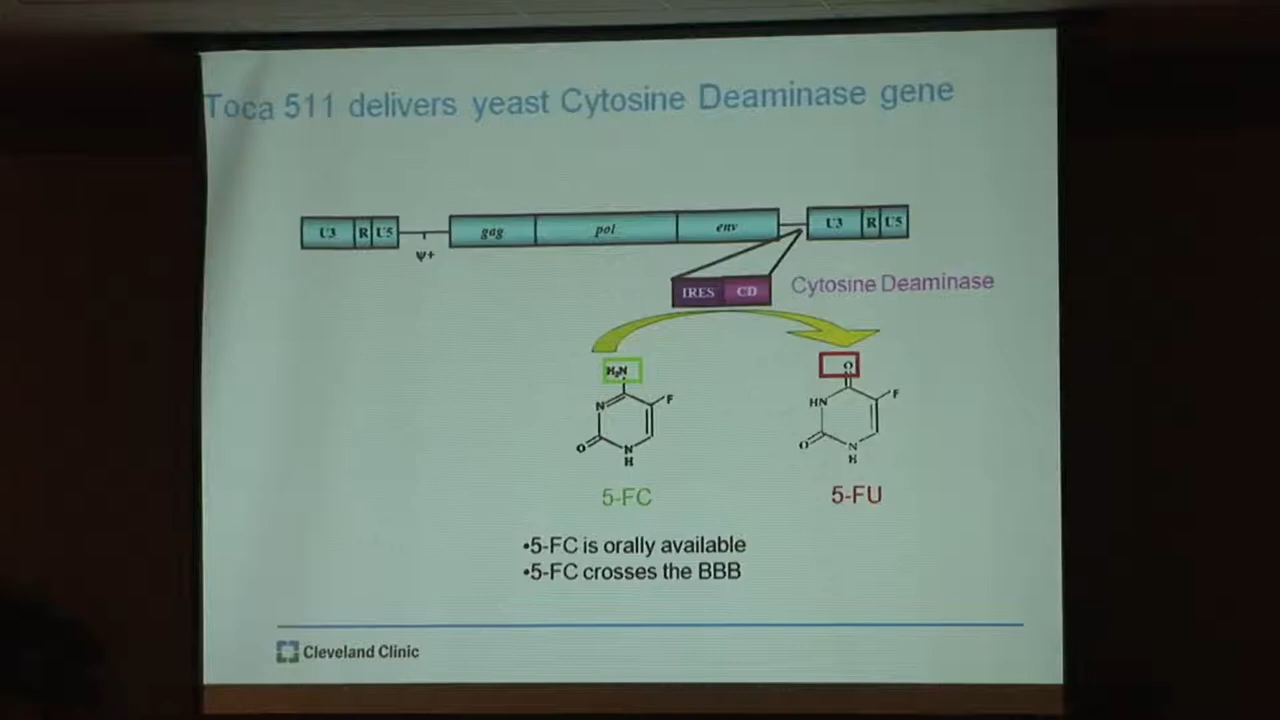 Toca 511 delivers yeast Cytosine Deaminase gene
U3 R U5 gag pol env U3 R U5
Ψ+
IRES CD Cytosine Deaminase
H₂N O
N F HN F
O N O N
H H
5-FC 5-FU
•5-FC is orally available
•5-FC crosses the BBB
Cleveland Clinic